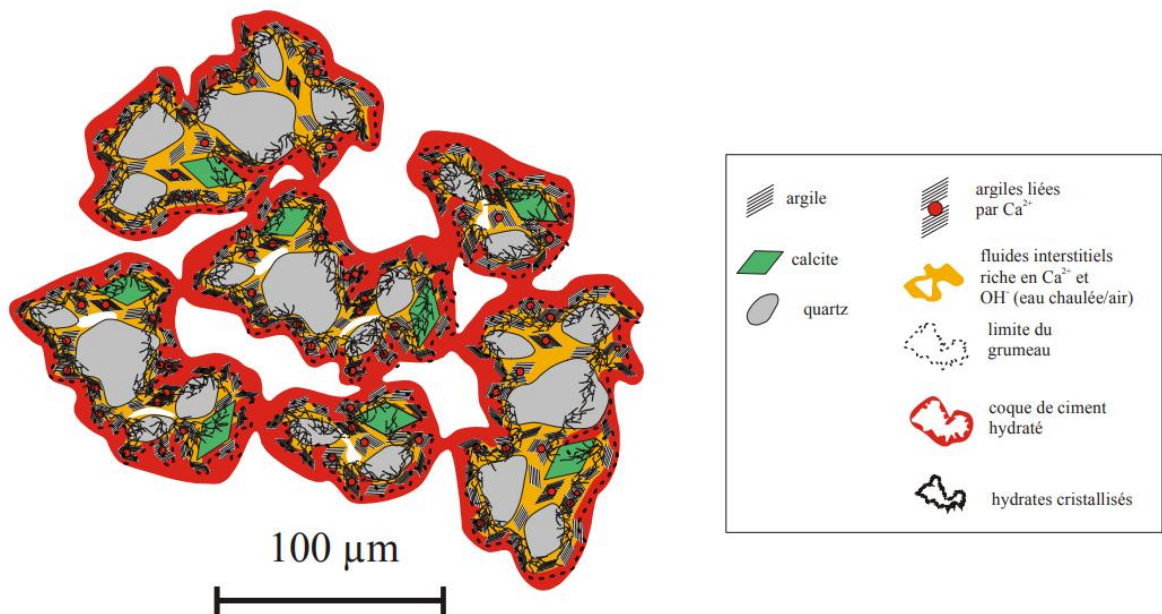 argile
calcite
quartz
argiles liées
par Ca²⁺
fluides interstitiels
riche en Ca²⁺ et
OH⁻ (eau chaulée/air)
limite du
grumeau
coque de ciment
hydraté
hydrates cristallisés
100 µm